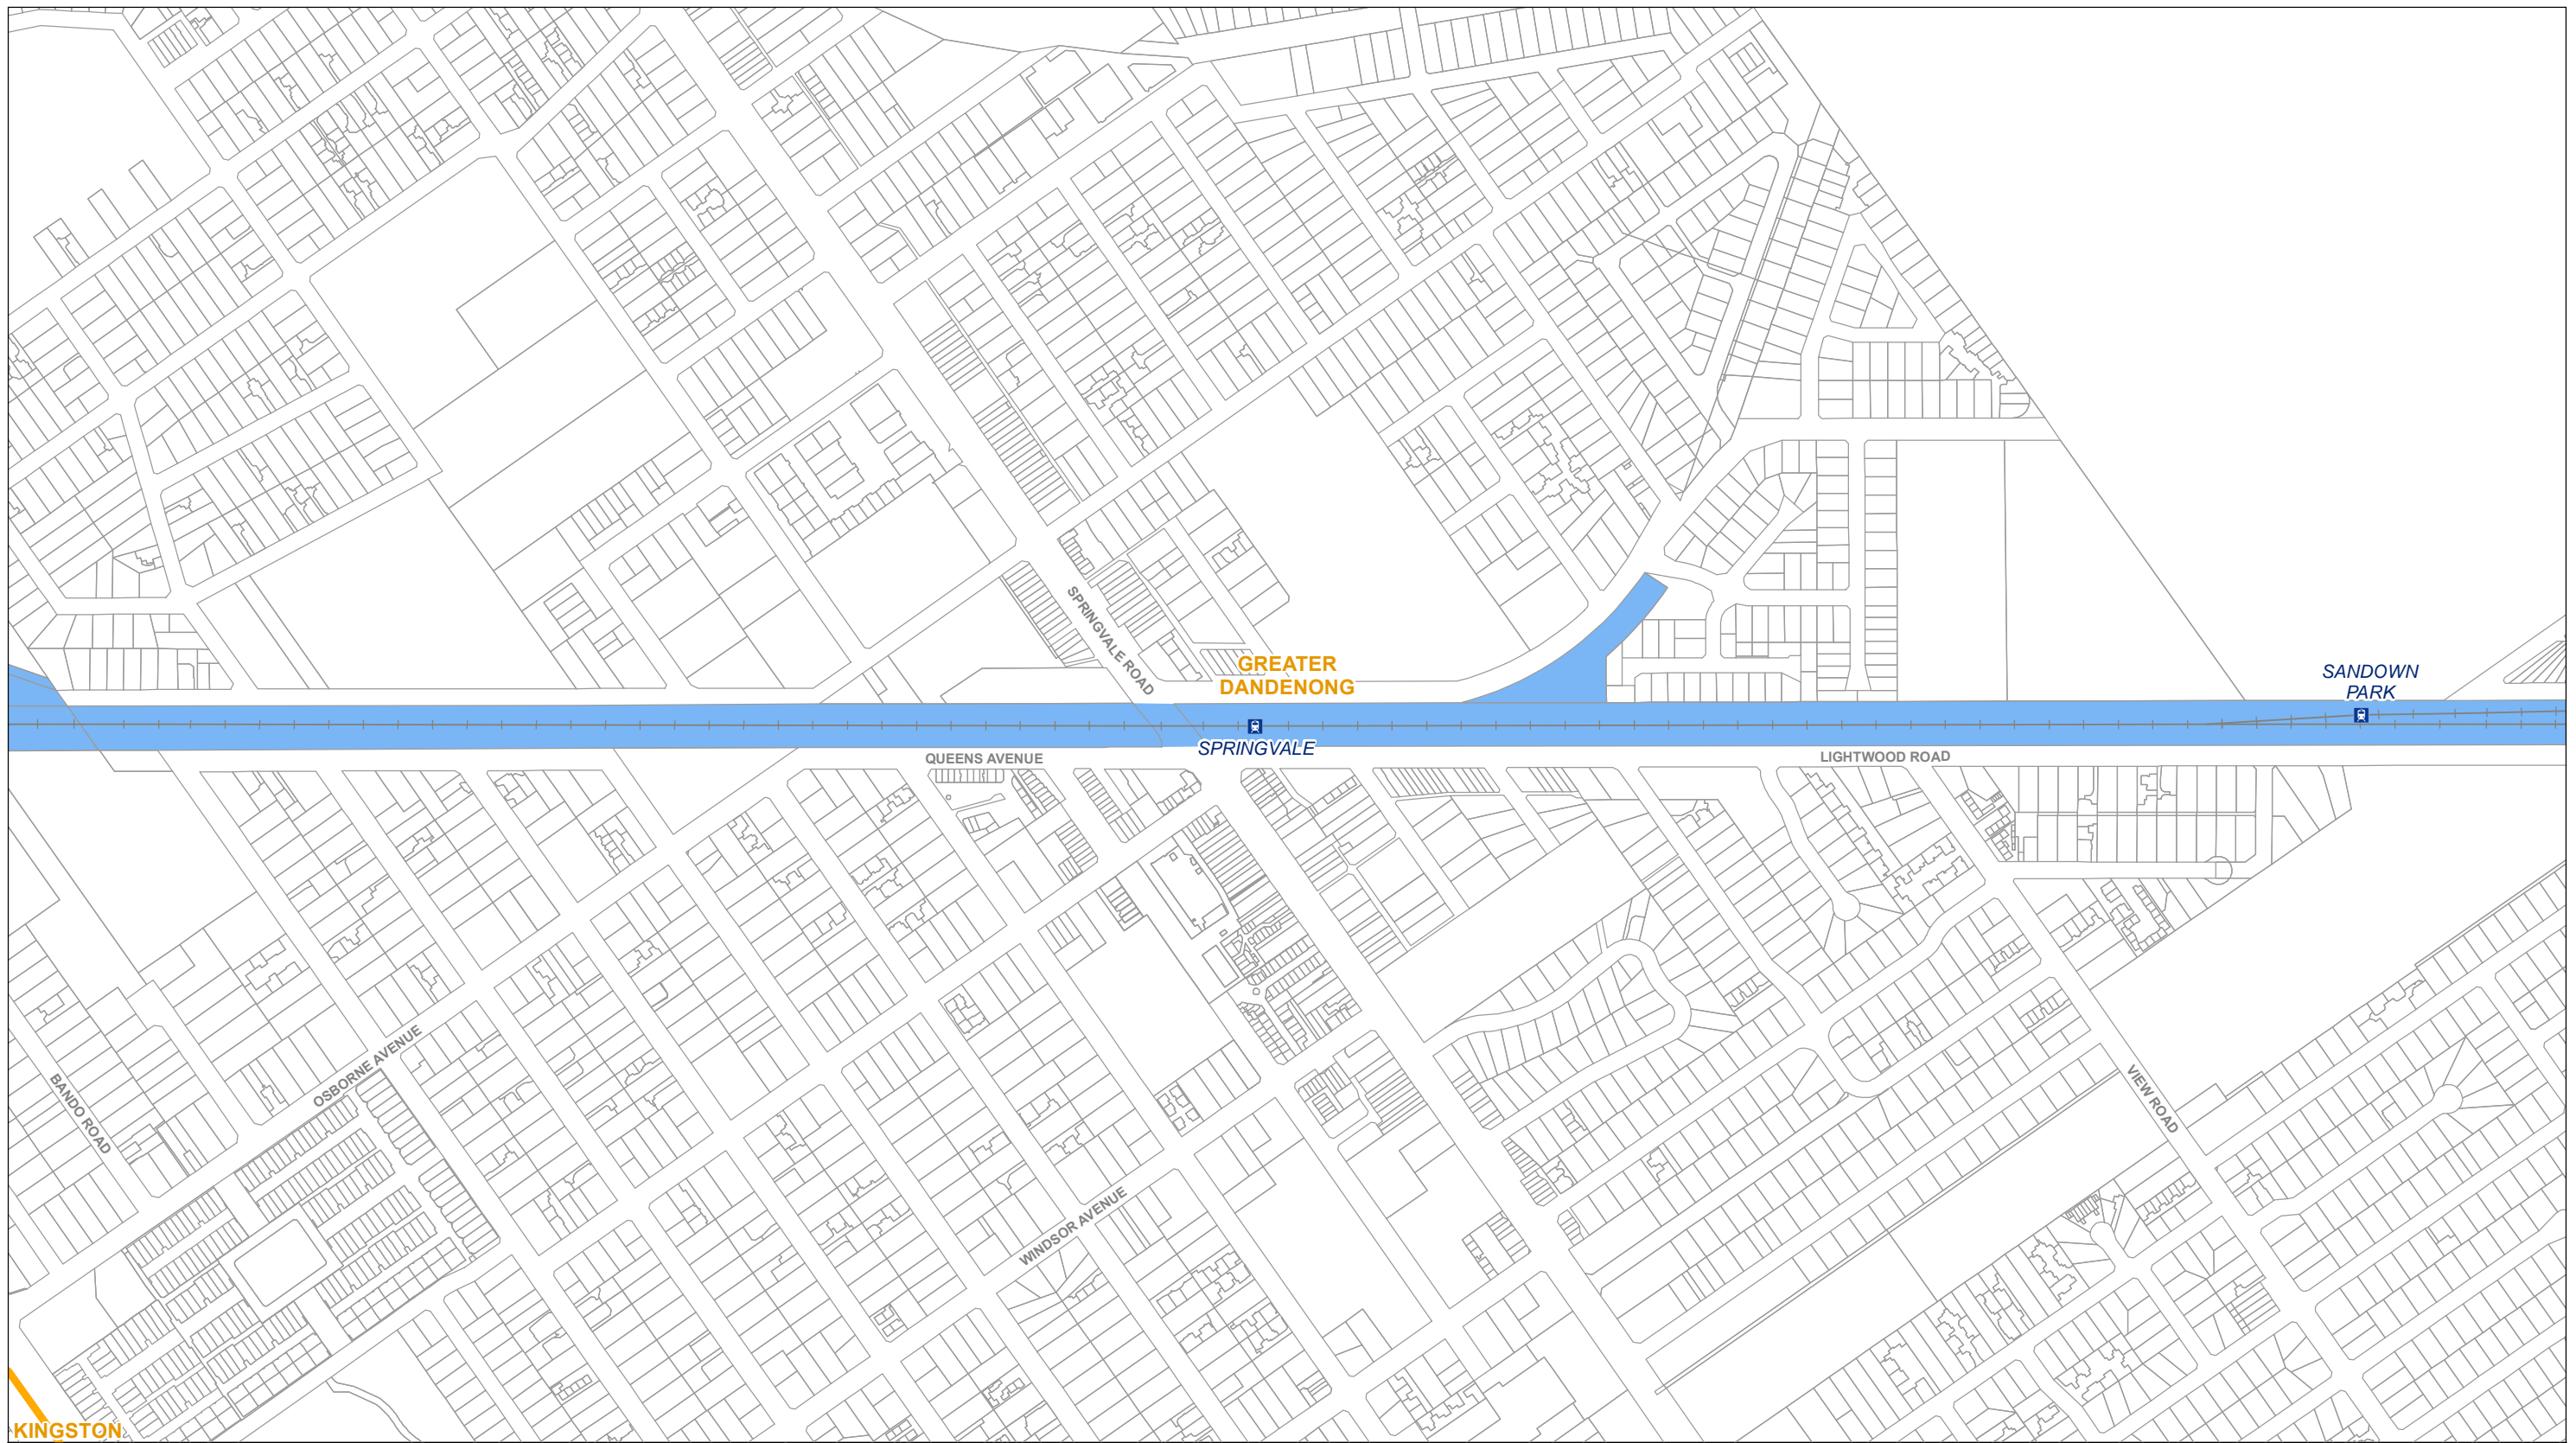 SPRINGVALE ROAD
GREATER
DANDENONG
SANDOWN
PARK
SPRINGVALE
QUEENS AVENUE
LIGHTWOOD ROAD
OSBORNE AVENUE
BANDO ROAD
VIEW ROAD
WINDSOR AVENUE
KINGSTON